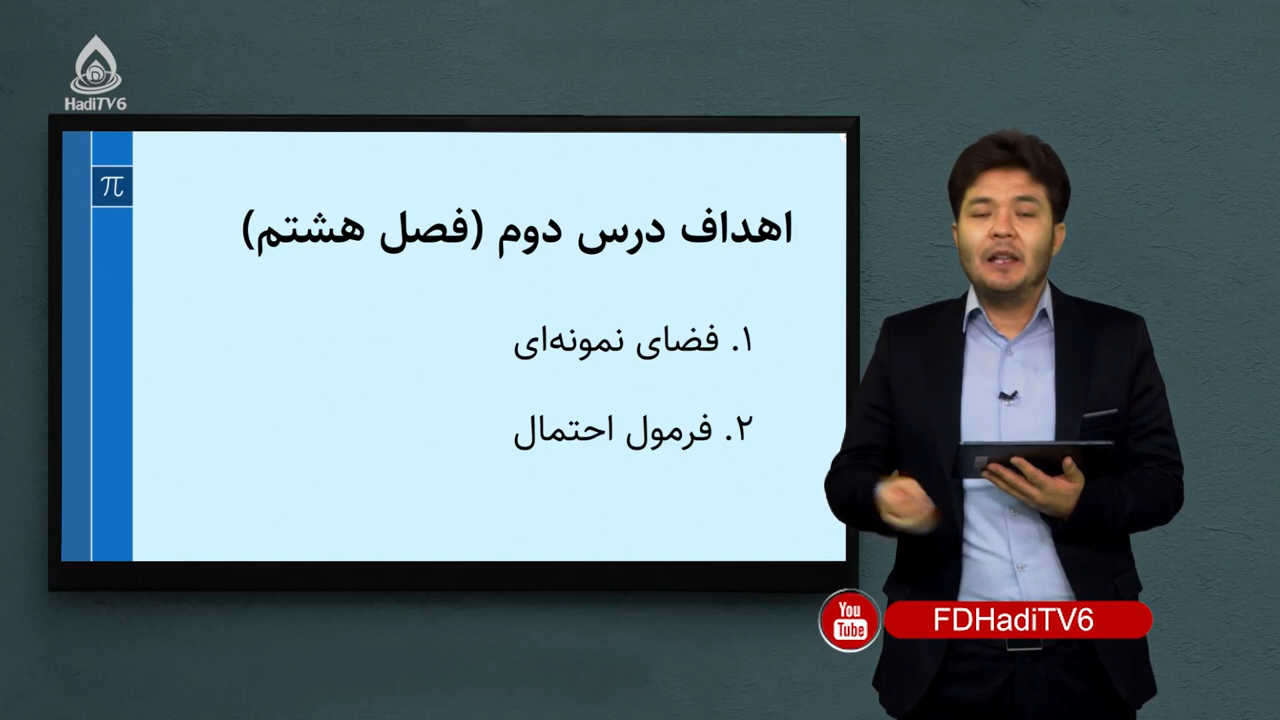 HadiTV6
π
اهداف درس دوم (فصل هشتم)
۱. فضای نمونه‌ای
۲. فرمول احتمال
You
Tube
FDHadiTV6